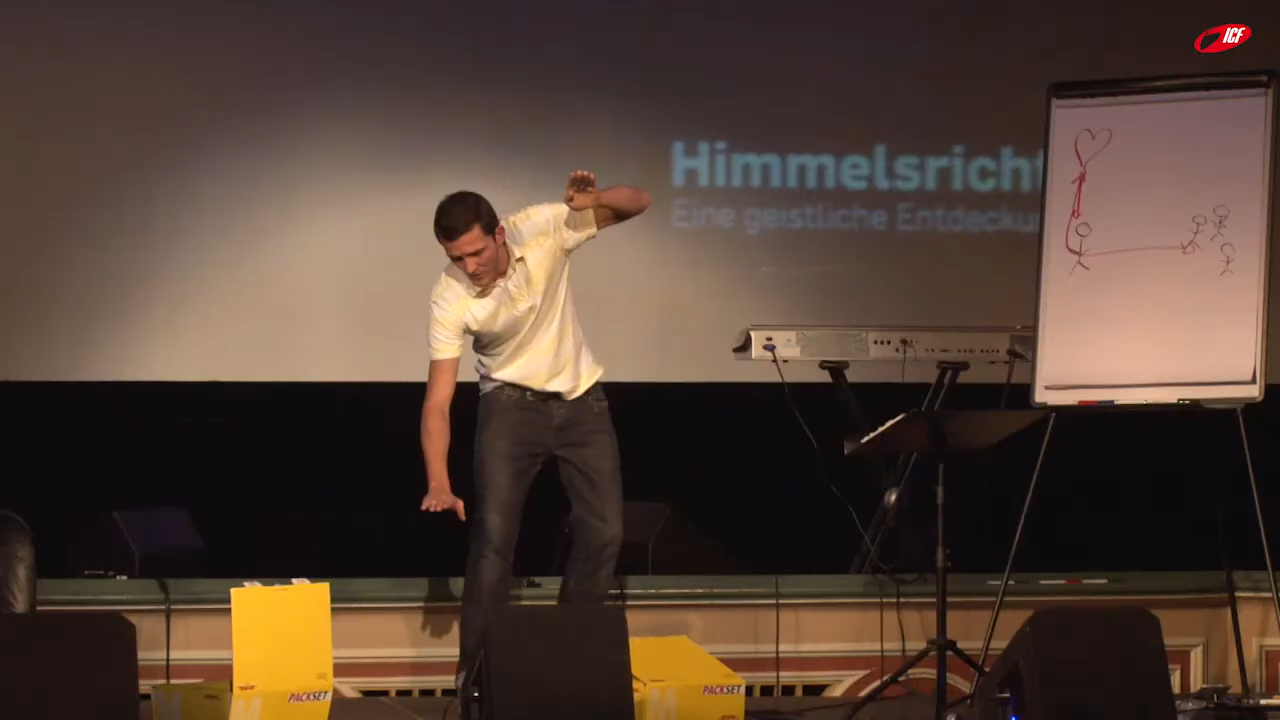 ICF
Himmelsricht
Eine geistliche Entdecku
PACKSET
PACKSET